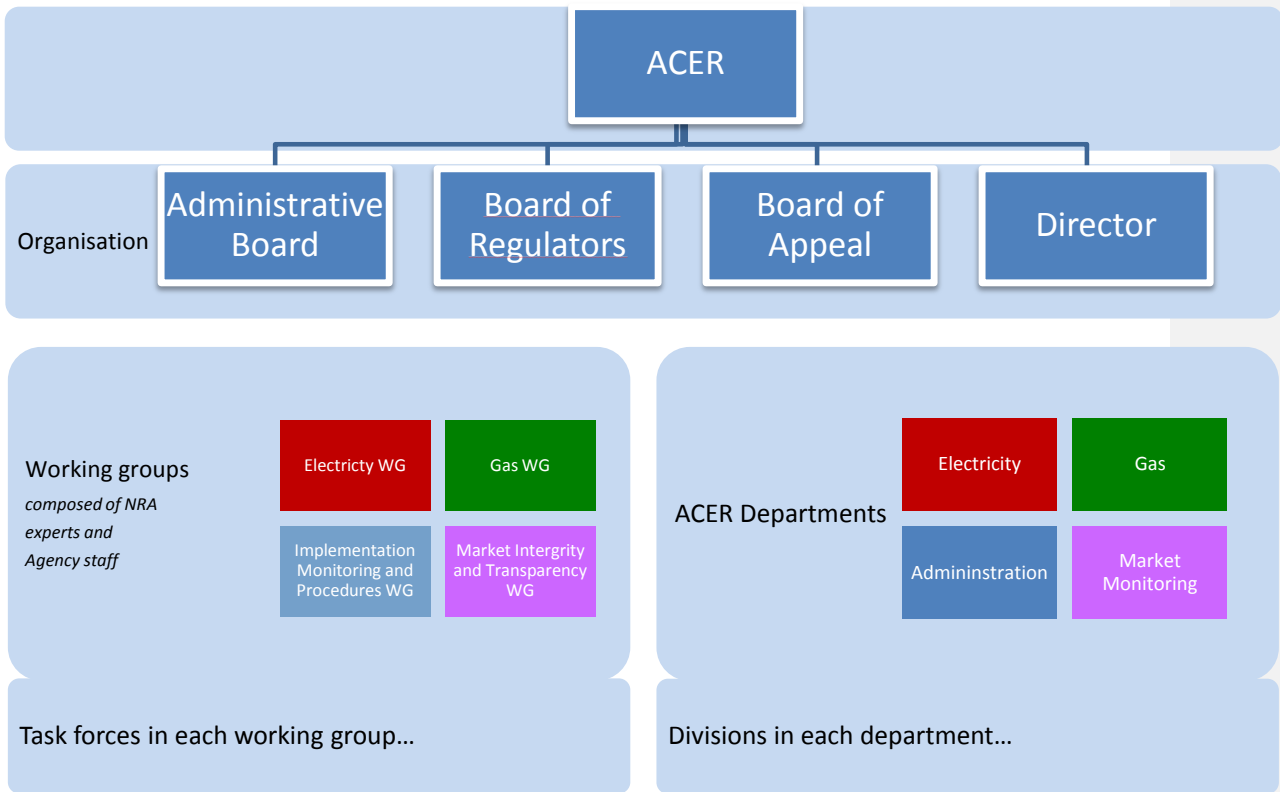 ACER
Organisation
Administrative
Board
Board of
Regulators
Board of
Appeal
Director
Working groups
composed of NRA
experts and
Agency staff
Electricty WG
Gas WG
Implementation
Monitoring and
Procedures WG
Market Intergrity
and Transparency
WG
ACER Departments
Electricity
Gas
Admininstration
Market
Monitoring
Task forces in each working group…
Divisions in each department…